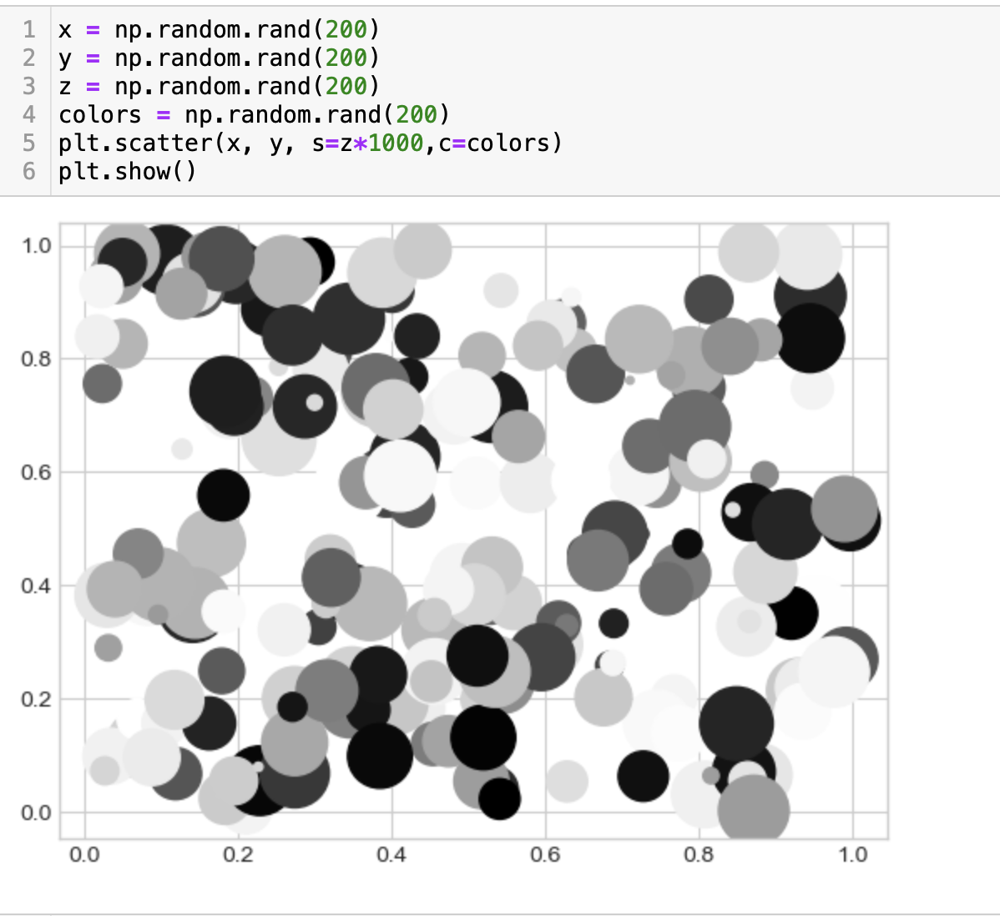 1 x = np.random.rand(200)
2 y = np.random.rand(200)
3 z = np.random.rand(200)
4 colors = np.random.rand(200)
5 plt.scatter(x, y, s=z*1000,c=colors)
6 plt.show()
1.0
0.8
0.6
0.4
0.2
0.0
0.0 0.2 0.4 0.6 0.8 1.0